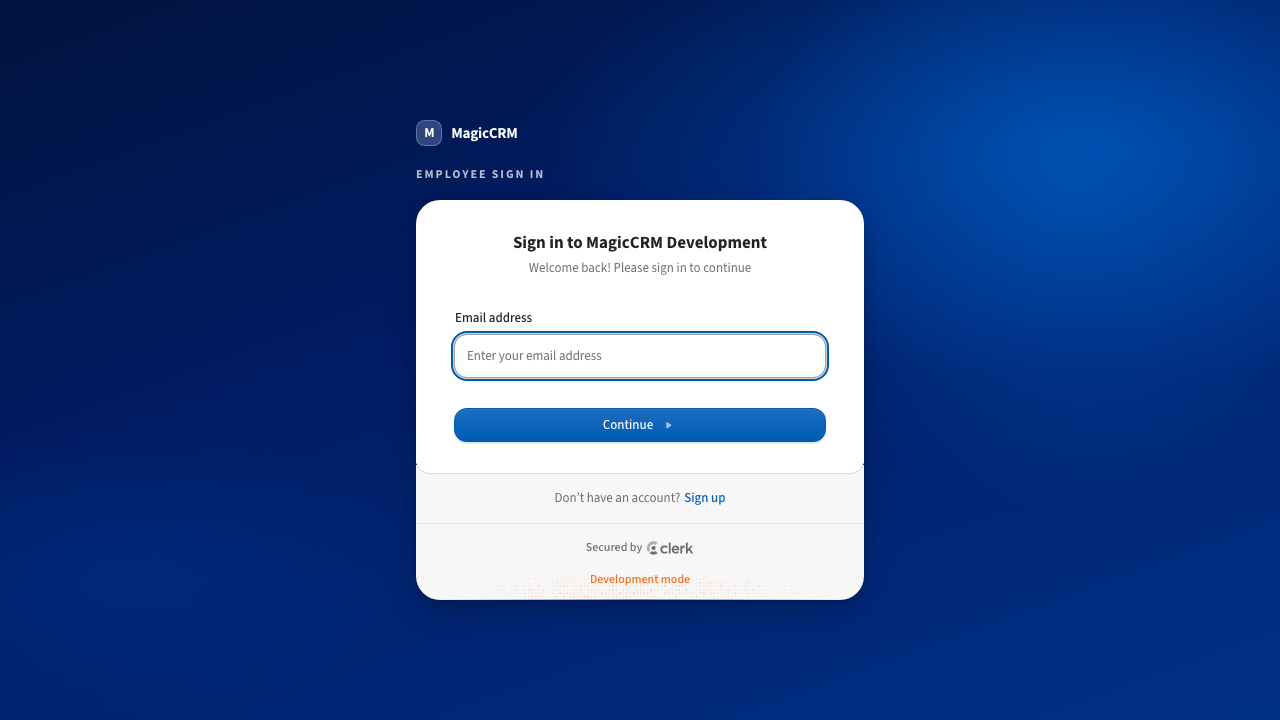 M MagicCRM
EMPLOYEE SIGN IN
Sign in to MagicCRM Development
Welcome back! Please sign in to continue
Email address
Enter your email address
Continue
Don’t have an account? Sign up
Secured by clerk
Development mode